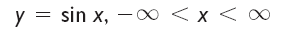 y = sin x, −∞ < x < ∞